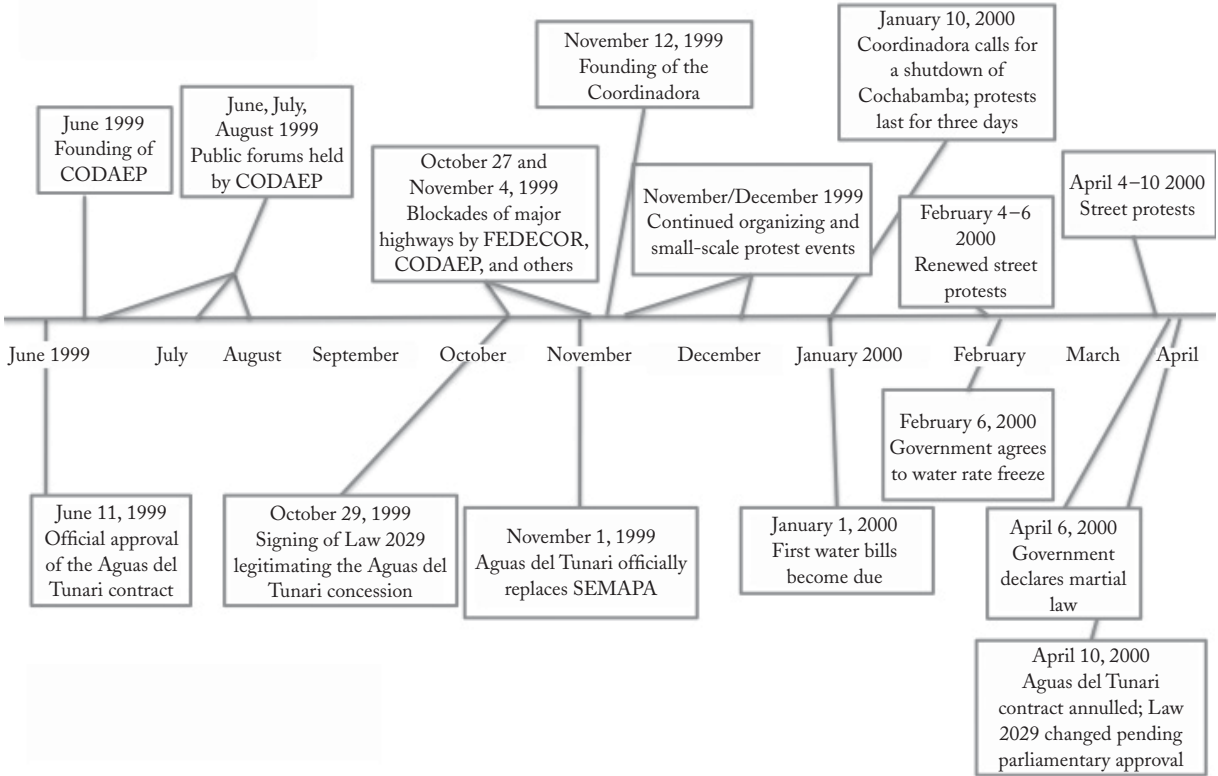 June 1999
Founding of
CODAEP
June, July,
August 1999
Public forums held
by CODAEP
October 27 and
November 4, 1999
Blockades of major
highways by FEDECOR,
CODAEP, and others
November 12, 1999
Founding of the
Coordinadora
November/December 1999
Continued organizing and
small-scale protest events
January 10, 2000
Coordinadora calls for
a shutdown of
Cochabamba; protests
last for three days
February 4–6
2000
Renewed street
protests
April 4–10 2000
Street protests
June 1999
July
August
September
October
November
December
January 2000
February
March
April
June 11, 1999
Official approval
of the Aguas del
Tunari contract
October 29, 1999
Signing of Law 2029
legitimating the Aguas del
Tunari concession
November 1, 1999
Aguas del Tunari officially
replaces SEMAPA
January 1, 2000
First water bills
become due
February 6, 2000
Government agrees
to water rate freeze
April 6, 2000
Government
declares martial
law
April 10, 2000
Aguas del Tunari
contract annulled; Law
2029 changed pending
parliamentary approval